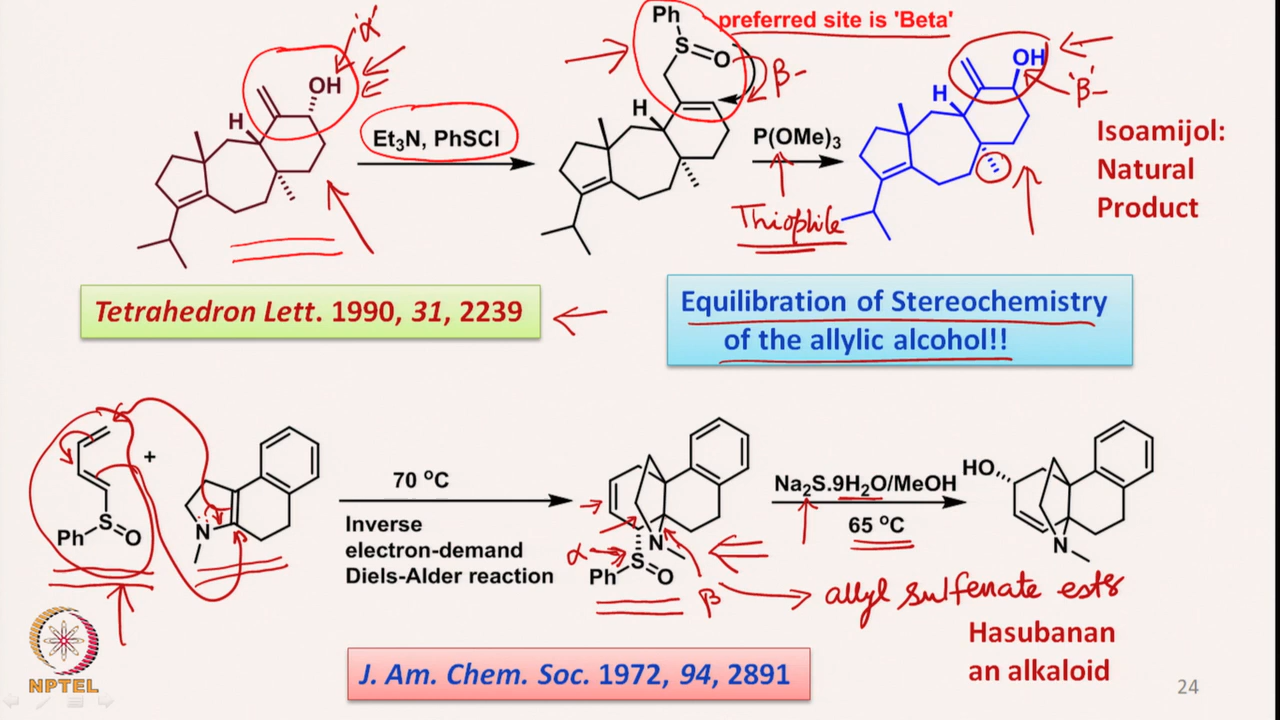 Ph
preferred site is 'Beta'
'α'
S
O
β-
OH
H
Et₃N, PhSCl
H
P(OMe)₃
Thiophile
H
OH
'β'-
Isoamijol:
Natural
Product
Tetrahedron Lett. 1990, 31, 2239
Equilibration of Stereochemistry
of the allylic alcohol!!
+
S
Ph
O
N
70 °C
Inverse
electron-demand
Diels-Alder reaction
N
α
S
Ph
O
β
Na₂S.9H₂O/MeOH
65 °C
HO
N
allyl sulfenate ester
Hasubanan
an alkaloid
J. Am. Chem. Soc. 1972, 94, 2891
NPTEL
24